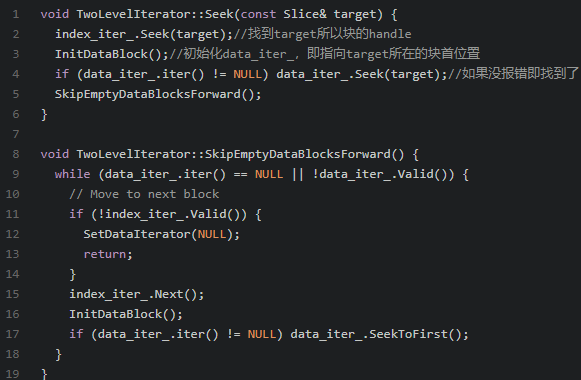 1 void TwoLevelIterator::Seek(const Slice& target) {
2 index_iter_.Seek(target);//找到target所以块的handle
3 InitDataBlock();//初始化data_iter_, 即指向target所在的块首位置
4 if (data_iter_.iter() != NULL) data_iter_.Seek(target);//如果没报错即找到了
5 SkipEmptyDataBlocksForward();
6 }
7
8 void TwoLevelIterator::SkipEmptyDataBlocksForward() {
9 while (data_iter_.iter() == NULL || !data_iter_.Valid()) {
10 // Move to next block
11 if (!index_iter_.Valid()) {
12 SetDataIterator(NULL);
13 return;
14 }
15 index_iter_.Next();
16 InitDataBlock();
17 if (data_iter_.iter() != NULL) data_iter_.SeekToFirst();
18 }
19 }